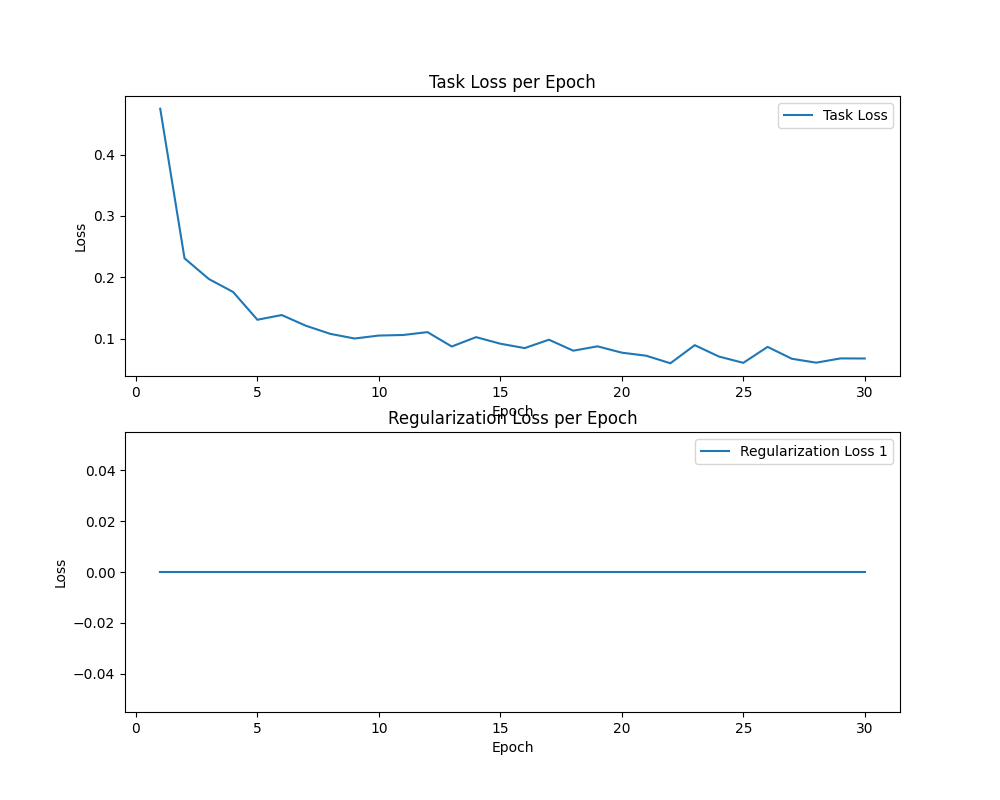 Task Loss per Epoch
Task Loss
Loss
0.4
0.3
0.2
0.1
0 5 10 15 20 25 30
Epoch
Regularization Loss per Epoch
Regularization Loss 1
Loss
0.04
0.02
0.00
−0.02
−0.04
0 5 10 15 20 25 30
Epoch